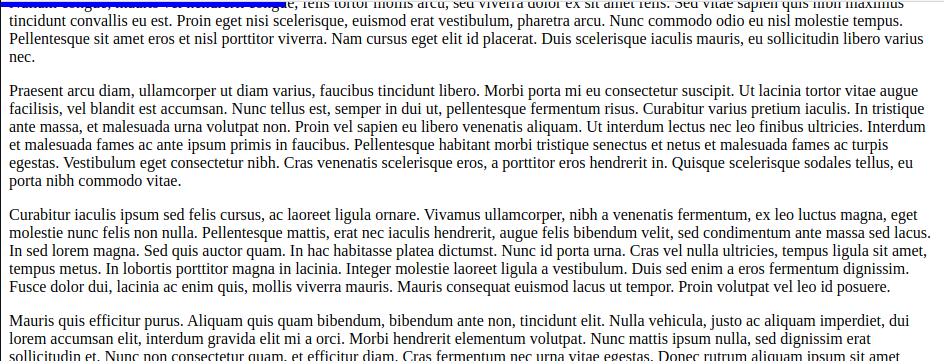 felis tortor mollis arcu, sed viverra dolor ex sit amet felis. Sed vitae sapien quis nibh maximus
tincidunt convallis eu est. Proin eget nisi scelerisque, euismod erat vestibulum, pharetra arcu. Nunc commodo odio eu nisl molestie tempus.
Pellentesque sit amet eros et nisl porttitor viverra. Nam cursus eget elit id placerat. Duis scelerisque iaculis mauris, eu sollicitudin libero varius
nec.
Praesent arcu diam, ullamcorper ut diam varius, faucibus tincidunt libero. Morbi porta mi eu consectetur suscipit. Ut lacinia tortor vitae augue
facilisis, vel blandit est accumsan. Nunc tellus est, semper in dui ut, pellentesque fermentum risus. Curabitur varius pretium iaculis. In tristique
ante massa, et malesuada urna volutpat non. Proin vel sapien eu libero venenatis aliquam. Ut interdum lectus nec leo finibus ultricies. Interdum
et malesuada fames ac ante ipsum primis in faucibus. Pellentesque habitant morbi tristique senectus et netus et malesuada fames ac turpis
egestas. Vestibulum eget consectetur nibh. Cras venenatis scelerisque eros, a porttitor eros hendrerit in. Quisque scelerisque sodales tellus, eu
porta nibh commodo vitae.
Curabitur iaculis ipsum sed felis cursus, ac laoreet ligula ornare. Vivamus ullamcorper, nibh a venenatis fermentum, ex leo luctus magna, eget
molestie nunc felis non nulla. Pellentesque mattis, erat nec iaculis hendrerit, augue felis bibendum velit, sed condimentum ante massa sed lacus.
In sed lorem magna. Sed quis auctor quam. In hac habitasse platea dictumst. Nunc id porta urna. Cras vel nulla ultricies, tempus ligula sit amet,
tempus metus. In lobortis porttitor magna in lacinia. Integer molestie laoreet ligula a vestibulum. Duis sed enim a eros fermentum dignissim.
Fusce dolor dui, lacinia ac enim quis, mollis viverra mauris. Mauris consequat euismod lacus ut tempor. Proin volutpat vel leo id posuere.
Mauris quis efficitur purus. Aliquam quis quam bibendum, bibendum ante non, tincidunt elit. Nulla vehicula, justo ac aliquam imperdiet, dui
lorem accumsan elit, interdum gravida elit mi a orci. Morbi hendrerit elementum volutpat. Nunc mattis ipsum nulla, sed dignissim erat
sollicitudin et. Nunc non consectetur quam, et efficitur diam. Cras fermentum nec urna vitae egestas. Donec rutrum aliquam ipsum sit amet